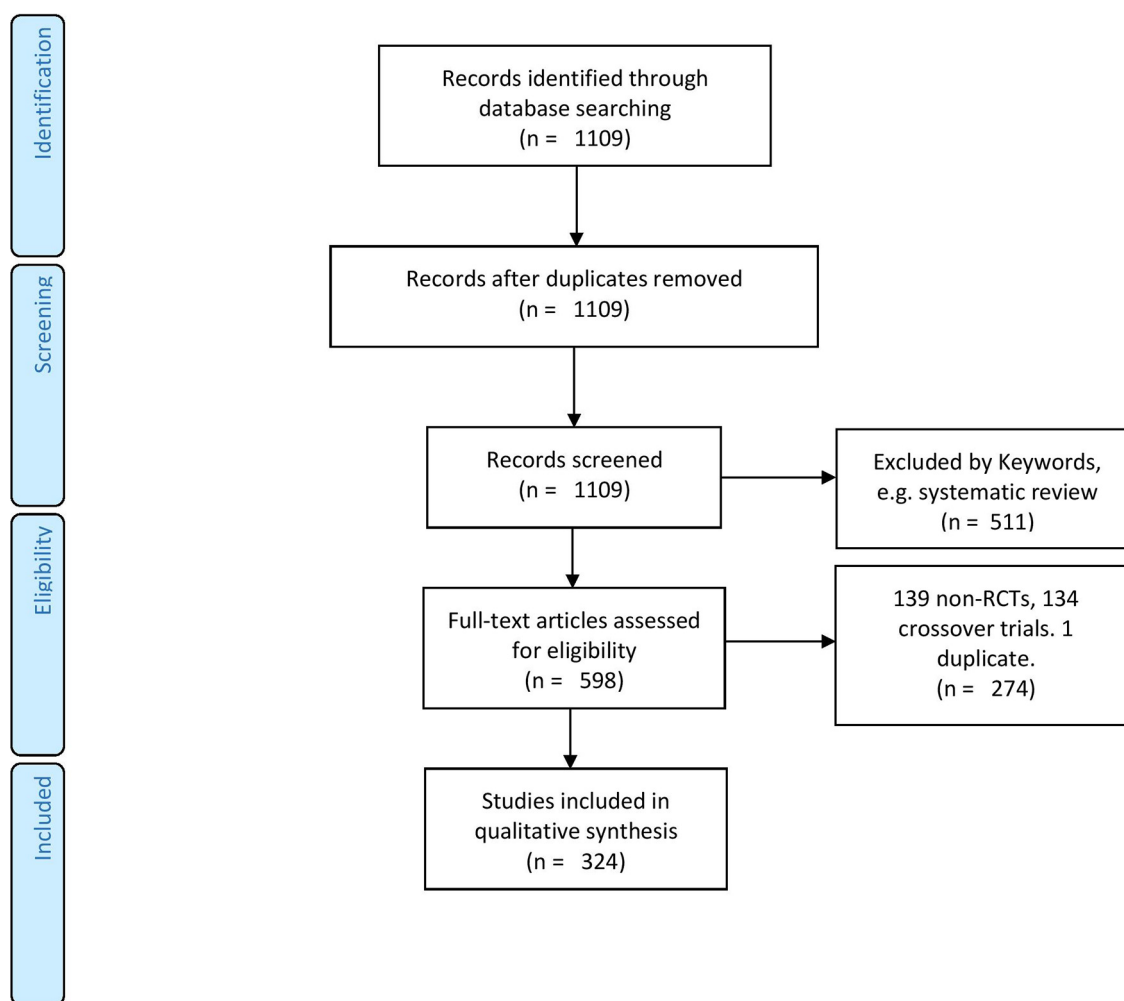 Identification
Records identified through
database searching
(n = 1109)
Screening
Records after duplicates removed
(n = 1109)
Records screened
(n = 1109)
Excluded by Keywords,
e.g. systematic review
(n = 511)
Eligibility
Full-text articles assessed
for eligibility
(n = 598)
139 non-RCTs, 134
crossover trials. 1
duplicate.
(n = 274)
Included
Studies included in
qualitative synthesis
(n = 324)